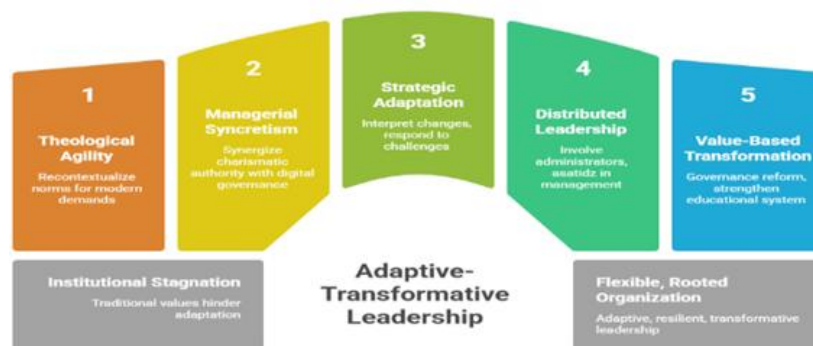 1
Theological
Agility
Recontextualize
norms for modern
demands
2
Managerial
Syncretism
Synergize
charismatic
authority with digital
governance
3
Strategic
Adaptation
Interpret changes,
respond to
challenges
4
Distributed
Leadership
Involve
administrators,
asatidz in
management
5
Value-Based
Transformation
Governance reform,
strengthen
educational system
Institutional Stagnation
Traditional values hinder
adaptation
Adaptive-
Transformative
Leadership
Flexible, Rooted
Organization
Adaptive, resilient, transformative
leadership